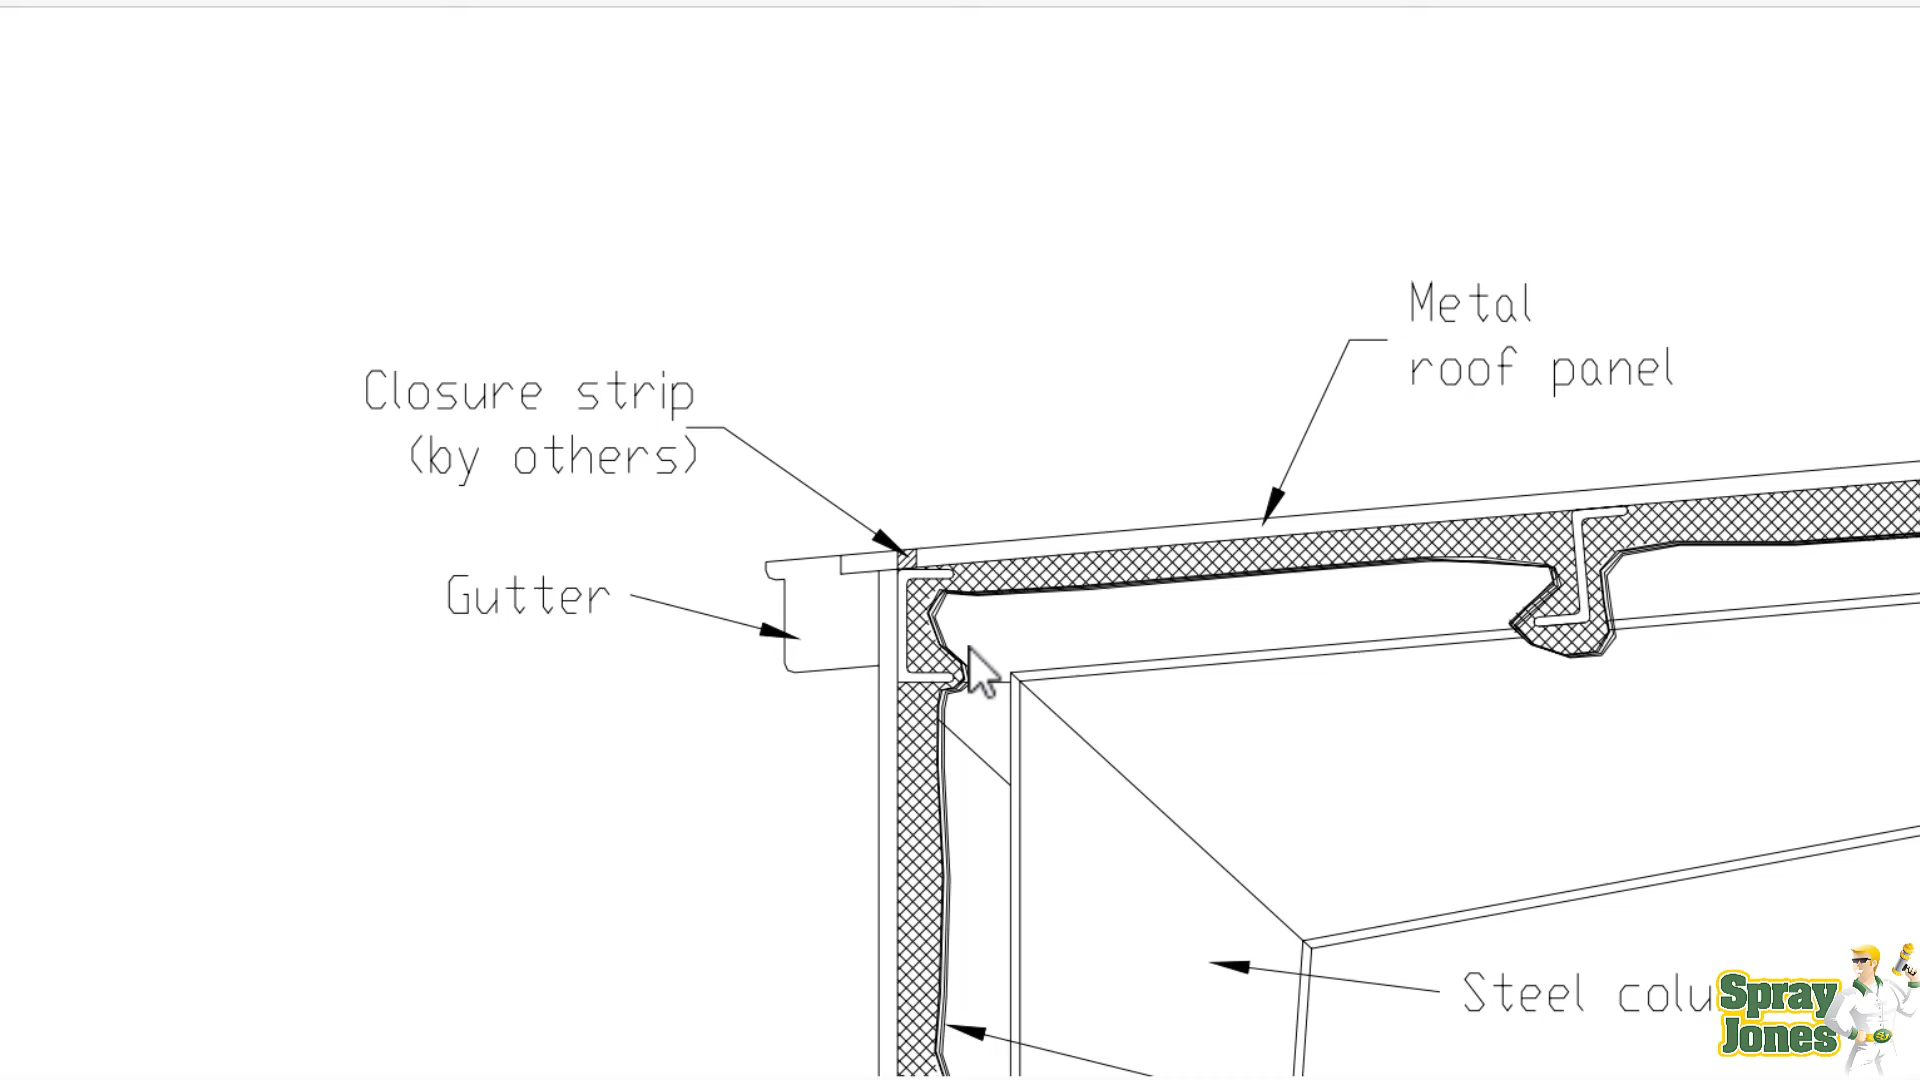 Metal
roof panel
Closure strip
(by others)
Gutter
Steel colu
Spray
Jones